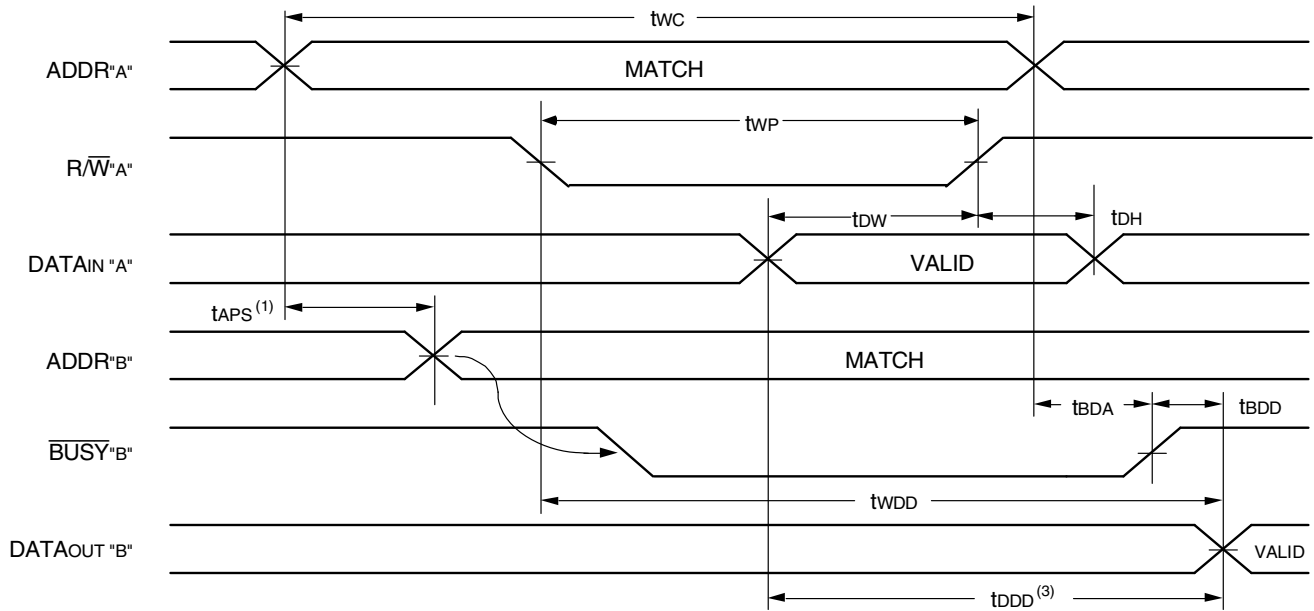 tWC
ADDR"A"
MATCH
tWP
R/W̅"A"
tDW
tDH
DATAIN "A"
VALID
tAPS (1)
ADDR"B"
MATCH
tBDA
tBDD
B̅U̅S̅Y̅"B"
tWDD
DATAOUT "B"
VALID
tDDD (3)